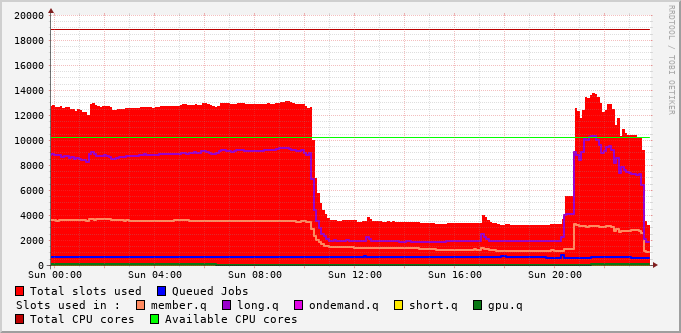 RRDTOOL / TOBI OETIKER
20000
18000
16000
14000
12000
10000
8000
6000
4000
2000
0
Sun 00:00 Sun 04:00 Sun 08:00 Sun 12:00 Sun 16:00 Sun 20:00
Total slots used Queued Jobs
Slots used in : member.q long.q ondemand.q short.q gpu.q
Total CPU cores Available CPU cores